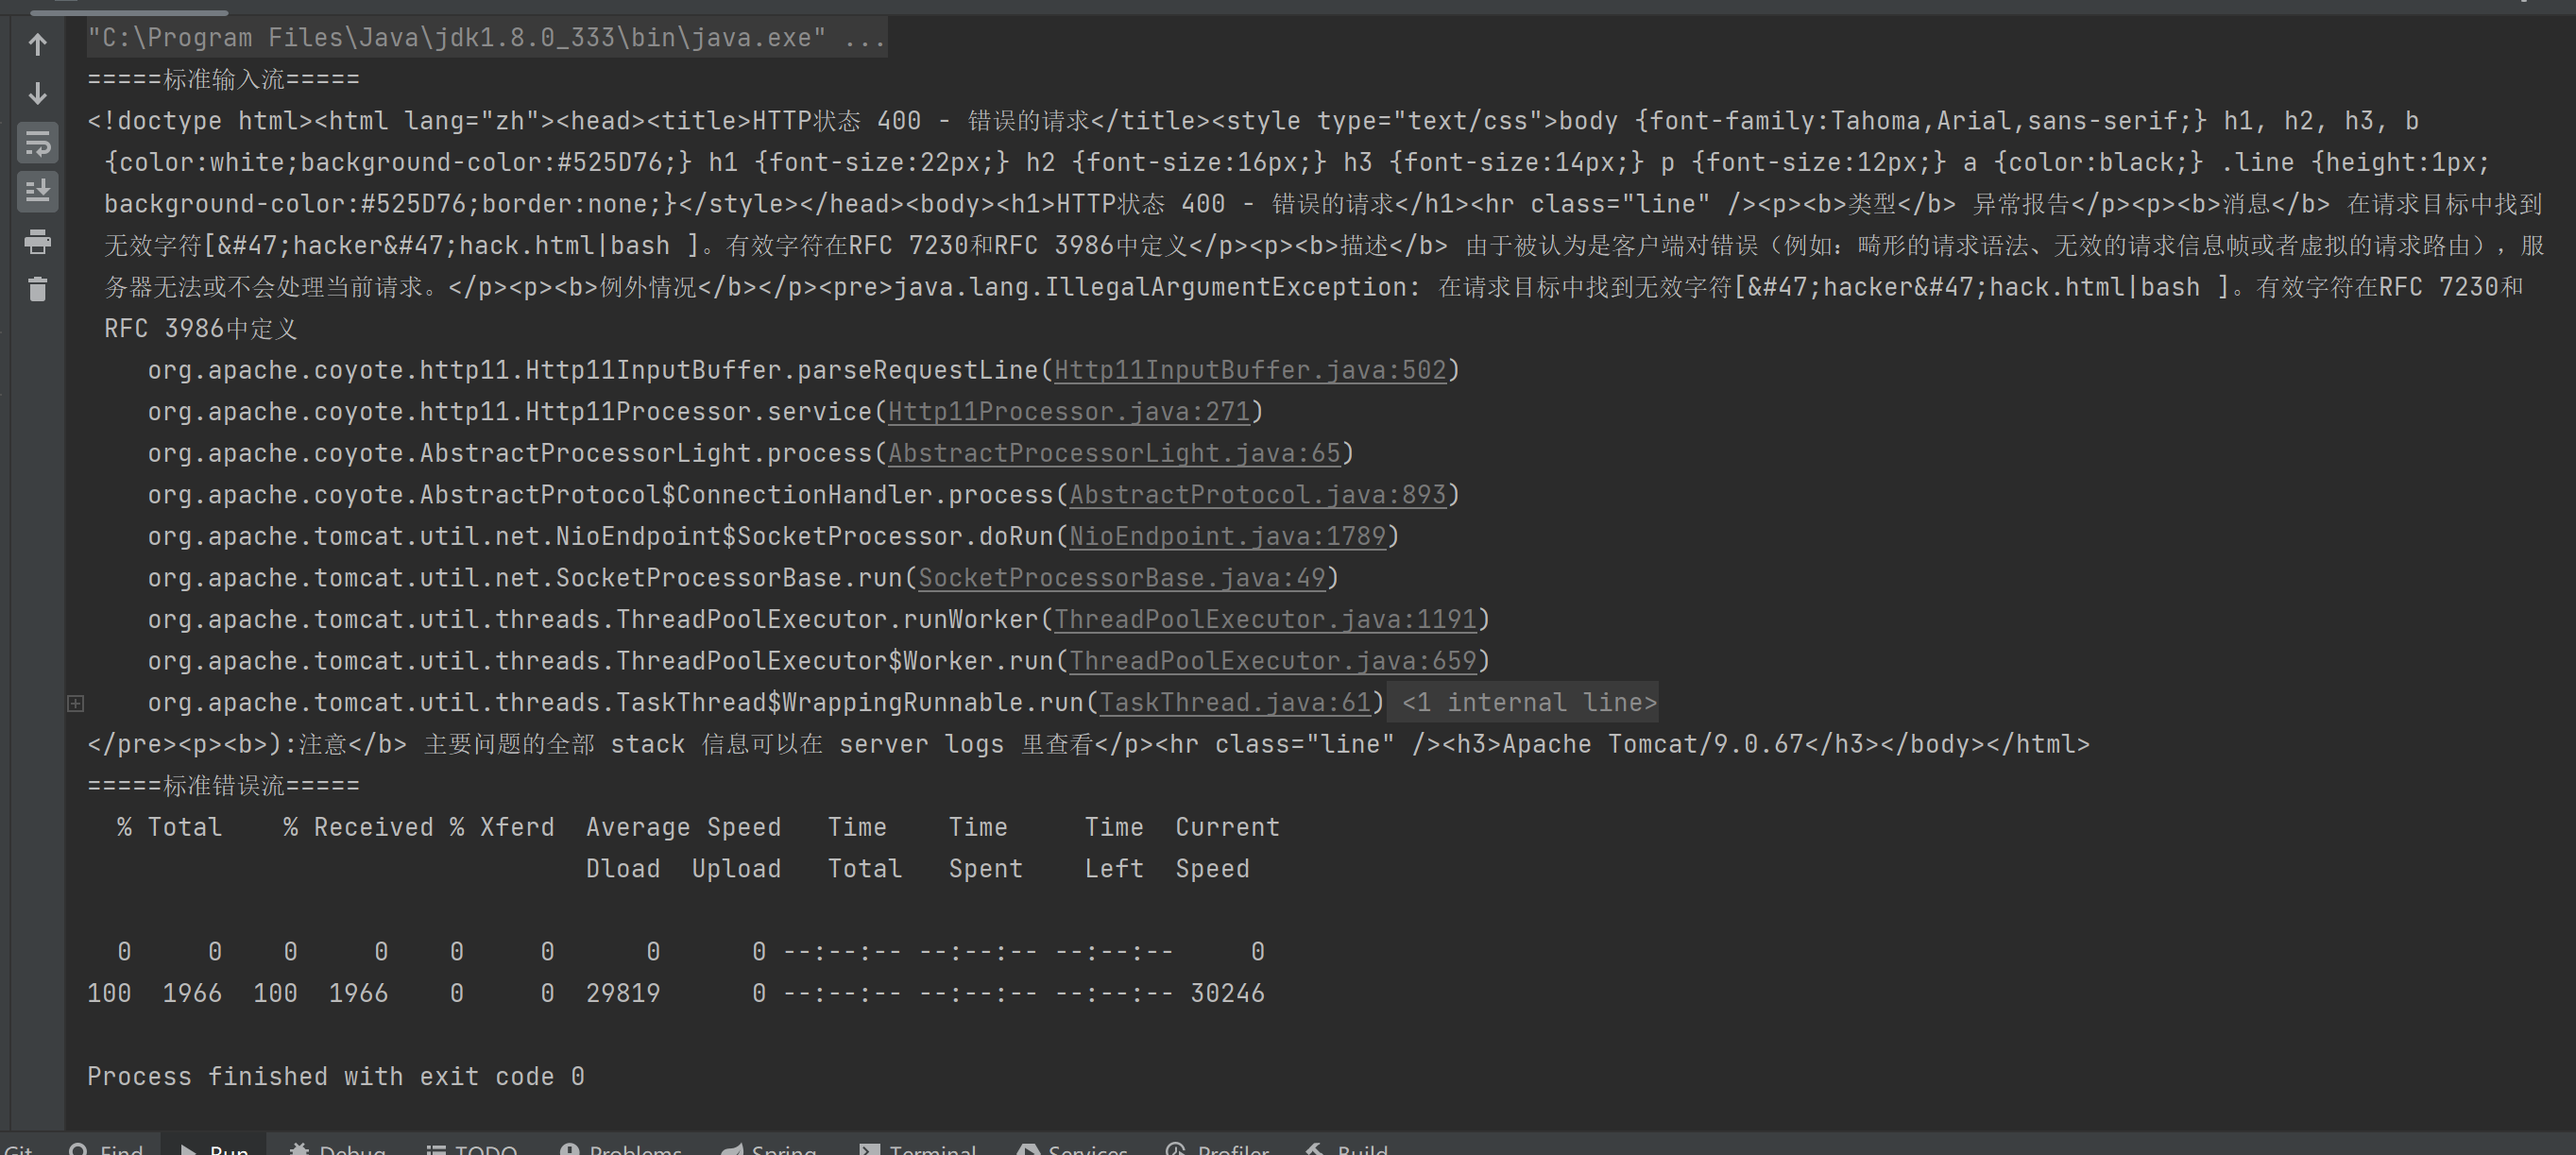 "C:\Program Files\Java\jdk1.8.0_333\bin\java.exe" ...
=====标准输入流=====
<!doctype html><html lang="zh"><head><title>HTTP状态 400 - 错误的请求</title><style type="text/css">body {font-family:Tahoma,Arial,sans-serif;} h1, h2, h3, b
{color:white;background-color:#525D76;} h1 {font-size:22px;} h2 {font-size:16px;} h3 {font-size:14px;} p {font-size:12px;} a {color:black;} .line {height:1px;
background-color:#525D76;border:none;}</style></head><body><h1>HTTP状态 400 - 错误的请求</h1><hr class="line" /><p><b>类型</b> 异常报告</p><p><b>消息</b> 在请求目标中找到
无效字符[&#47;hacker&#47;hack.html|bash ]。有效字符在RFC 7230和RFC 3986中定义</p><p><b>描述</b> 由于被认为是客户端对错误（例如：畸形的请求语法、无效的请求信息帧或者虚拟的请求路由），服
务器无法或不会处理当前请求。</p><p><b>例外情况</b></p><pre>java.lang.IllegalArgumentException: 在请求目标中找到无效字符[&#47;hacker&#47;hack.html|bash ]。有效字符在RFC 7230和
RFC 3986中定义
org.apache.coyote.http11.Http11InputBuffer.parseRequestLine(Http11InputBuffer.java:502)
org.apache.coyote.http11.Http11Processor.service(Http11Processor.java:271)
org.apache.coyote.AbstractProcessorLight.process(AbstractProcessorLight.java:65)
org.apache.coyote.AbstractProtocol$ConnectionHandler.process(AbstractProtocol.java:893)
org.apache.tomcat.util.net.NioEndpoint$SocketProcessor.doRun(NioEndpoint.java:1789)
org.apache.tomcat.util.net.SocketProcessorBase.run(SocketProcessorBase.java:49)
org.apache.tomcat.util.threads.ThreadPoolExecutor.runWorker(ThreadPoolExecutor.java:1191)
org.apache.tomcat.util.threads.ThreadPoolExecutor$Worker.run(ThreadPoolExecutor.java:659)
org.apache.tomcat.util.threads.TaskThread$WrappingRunnable.run(TaskThread.java:61) <1 internal line>
</pre><p><b>):注意</b> 主要问题的全部 stack 信息可以在 server logs 里查看</p><hr class="line" /><h3>Apache Tomcat/9.0.67</h3></body></html>
=====标准错误流=====
% Total % Received % Xferd Average Speed Time Time Time Current
Dload Upload Total Spent Left Speed
0 0 0 0 0 0 0 0 --:--:-- --:--:-- --:--:-- 0
100 1966 100 1966 0 0 29819 0 --:--:-- --:--:-- --:--:-- 30246
Process finished with exit code 0
Git Find Run Debug TODO Problems Spring Terminal Services Profiler Build